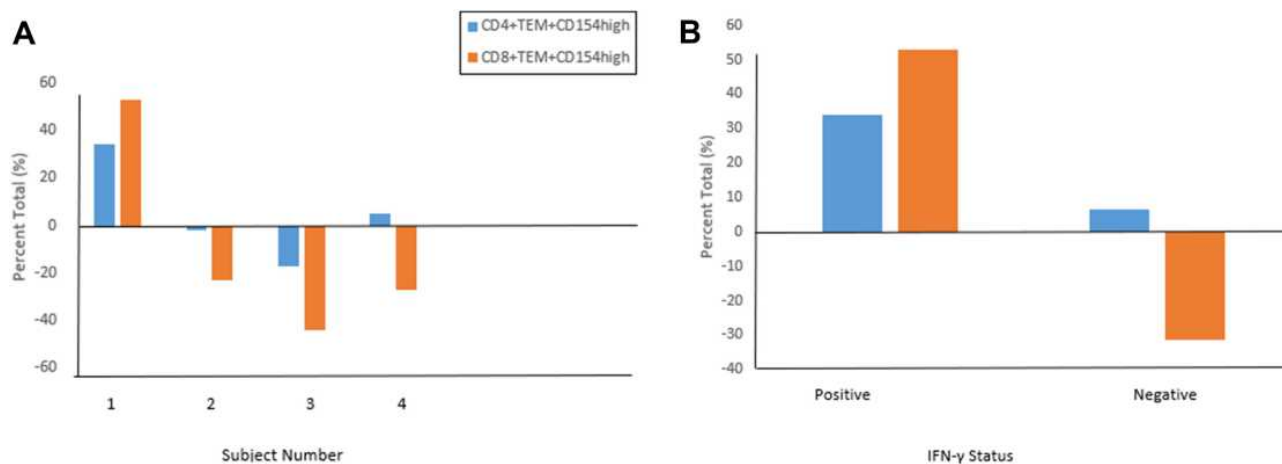 A
CD4+TEM+CD154high
CD8+TEM+CD154high
60
40
20
0
-20
-40
-60
Percent Total (%)
1 2 3 4
Subject Number
B
60
50
40
30
20
10
0
-10
-20
-30
-40
Percent Total (%)
Positive Negative
IFN-γ Status